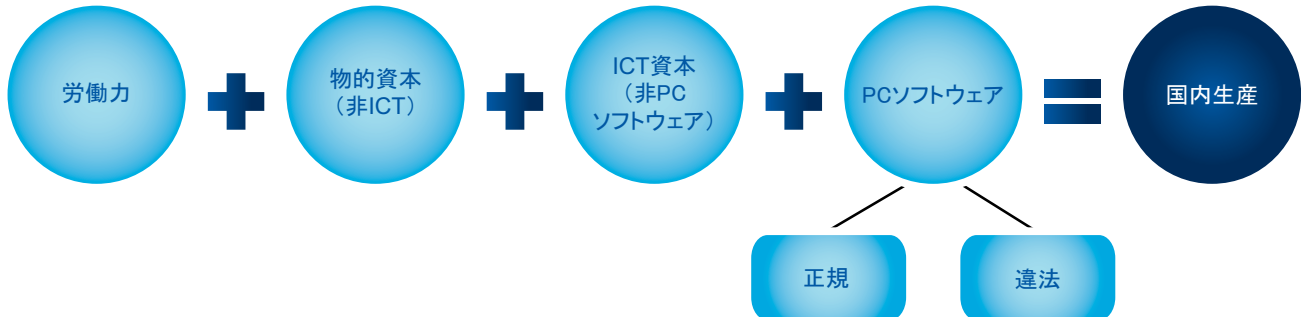 労働力
物的資本
（非ICT）
ICT資本
（非PC
ソフトウェア）
PCソフトウェア
国内生産
正規
違法